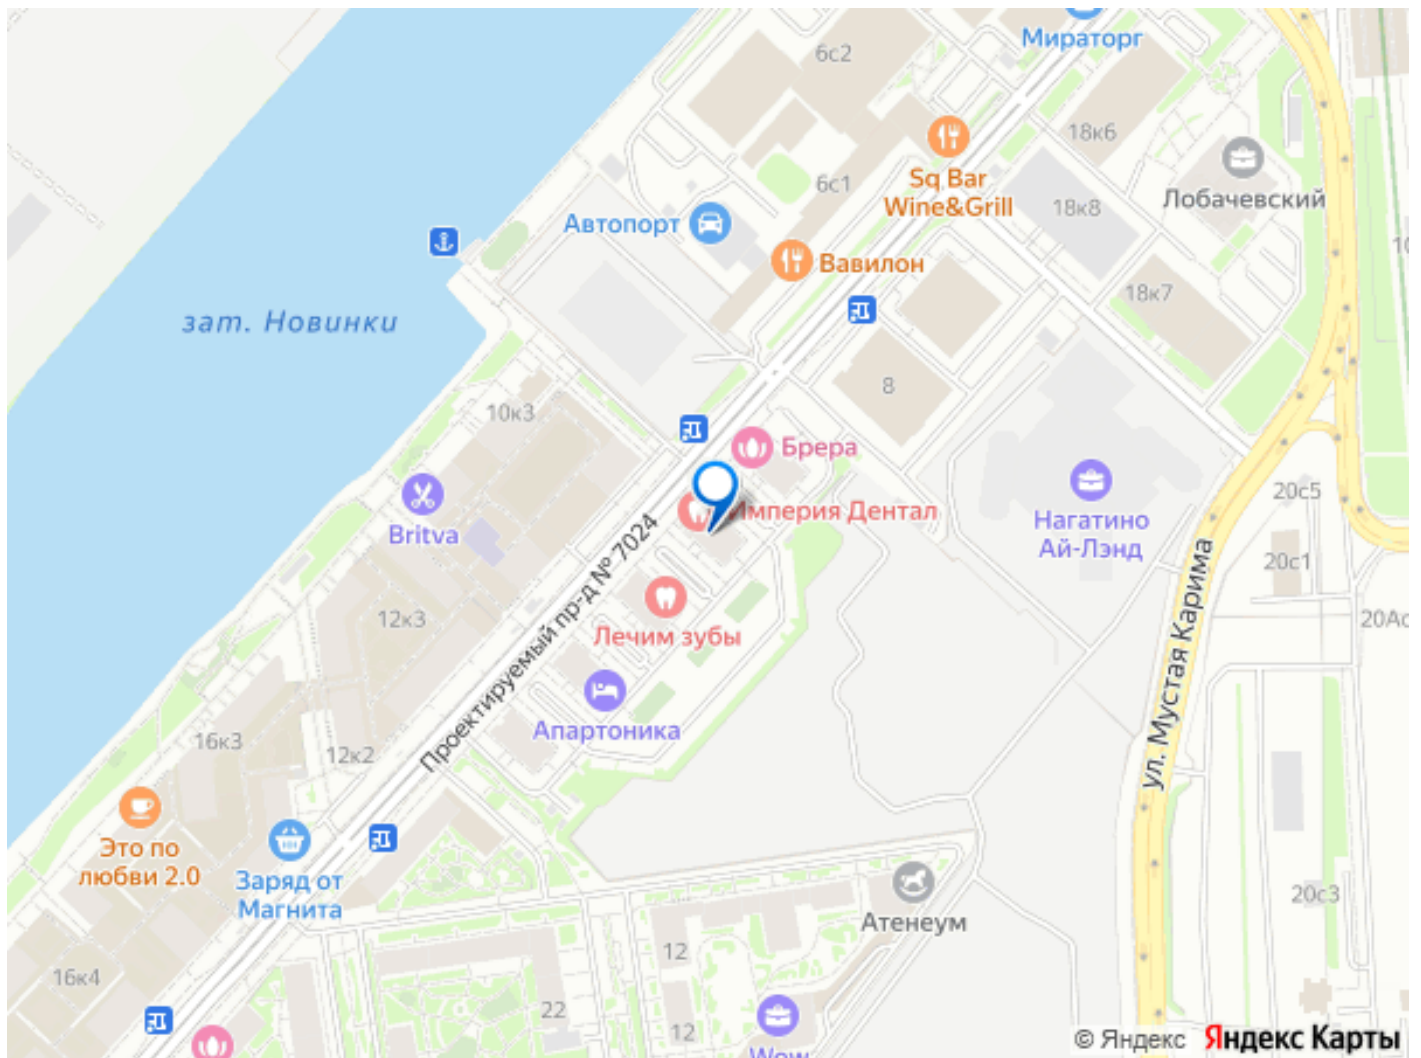 Мираторг
6с2
18к6
Sq Bar
Wine&Grill
6с1
18к8
Лобачевский
Автопорт
Вавилон
18к7
зат. Новинки
8
10к3
Брера
Britva
Империя Дентал
Нагатино
Ай-Лэнд
20с5
20с1
Проектируемый пр-д № 7024
ул. Мустая Карима
12к3
Лечим зубы
20Ас
Апартоника
16к3
12к2
Это по
любви 2.0
Заряд от
Магнита
Атенеум
20с3
12
16к4
22
12
Wow
© Яндекс Яндекс Карты